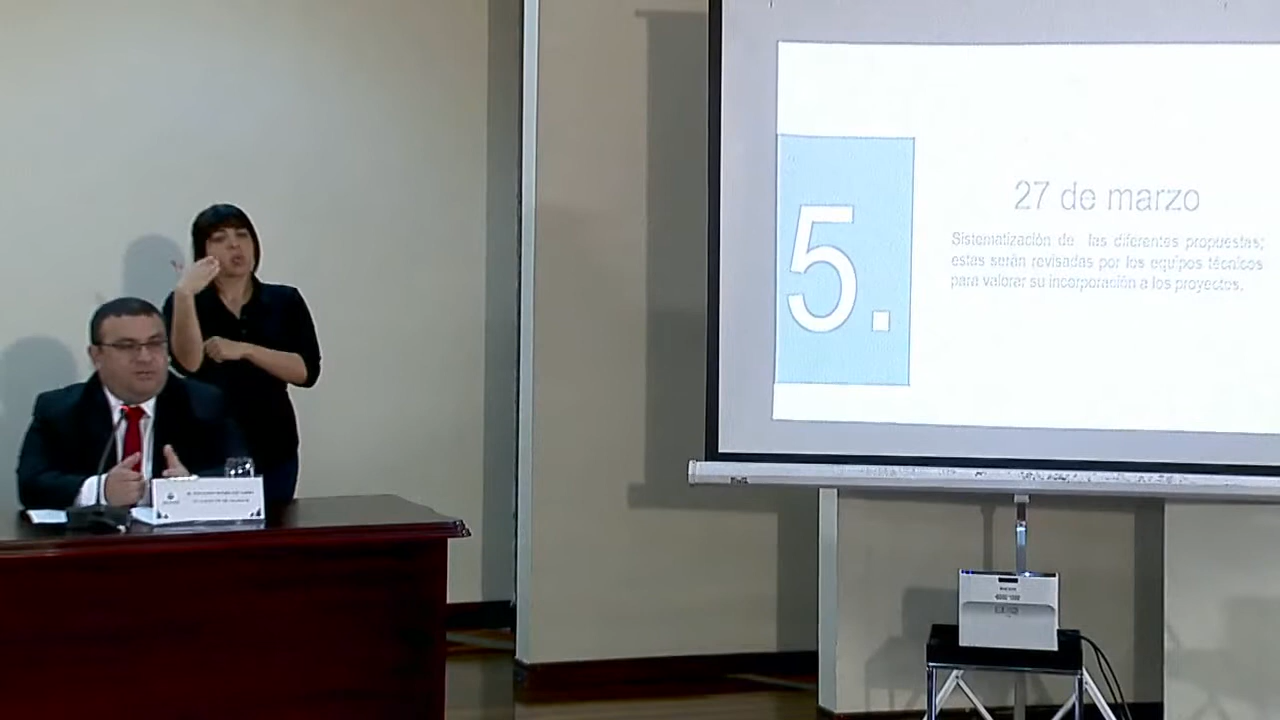 5.
27 de marzo
Sistematización de las diferentes propuestas;
estas serán revisadas por los equipos técnicos
para valorar su incorporación a los proyectos.